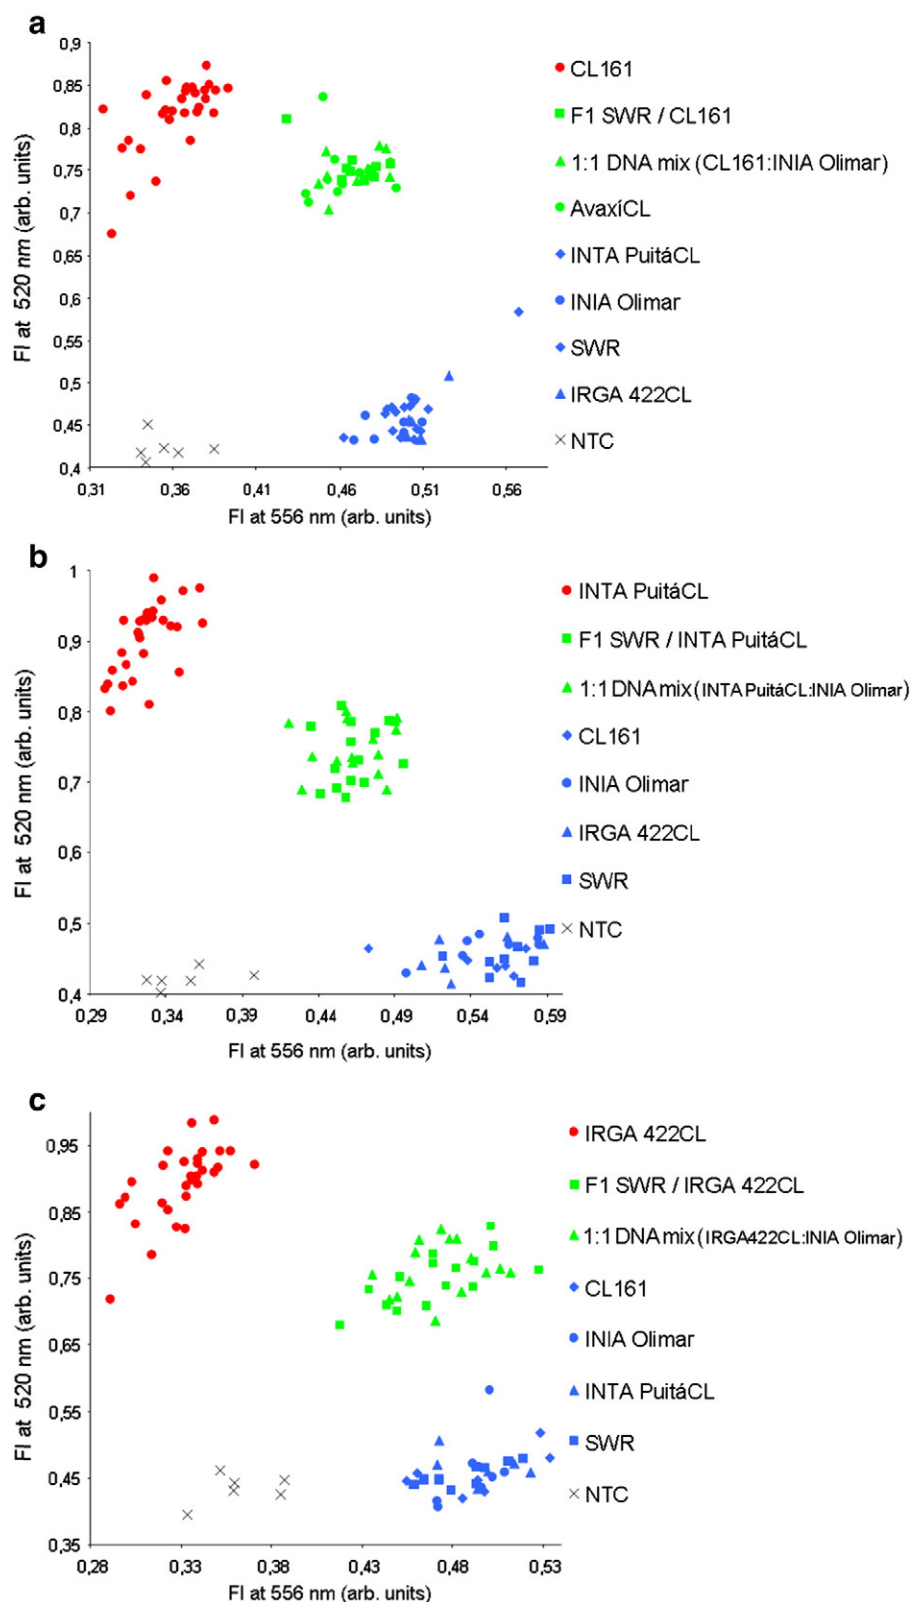 a
0,9
0,85
0,8
0,75
0,7
0,65
0,6
0,55
0,5
0,45
0,4
FI at 520 nm (arb. units)
0,31
0,36
0,41
0,46
0,51
0,56
FI at 556 nm (arb. units)
CL161
F1 SWR / CL161
1:1 DNA mix (CL161:INIA Olimar)
AvaxíCL
INTA PuitáCL
INIA Olimar
SWR
IRGA 422CL
NTC
b
1
0,9
0,8
0,7
0,6
0,5
0,4
FI at 520 nm (arb. units)
0,29
0,34
0,39
0,44
0,49
0,54
0,59
FI at 556 nm (arb. units)
INTA PuitáCL
F1 SWR / INTA PuitáCL
1:1 DNA mix (INTA PuitáCL:INIA Olimar)
CL161
INIA Olimar
IRGA 422CL
SWR
NTC
c
0,95
0,85
0,75
0,65
0,55
0,45
0,35
FI at 520 nm (arb. units)
0,28
0,33
0,38
0,43
0,48
0,53
FI at 556 nm (arb. units)
IRGA 422CL
F1 SWR / IRGA 422CL
1:1 DNA mix (IRGA422CL:INIA Olimar)
CL161
INIA Olimar
INTA PuitáCL
SWR
NTC